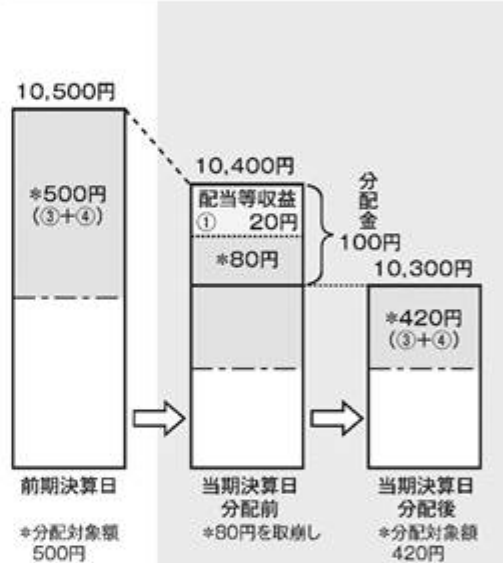 10,500円
*500円
(③+④)
10,400円
配当等収益
① 20円
*80円
分配金
100円
10,300円
*420円
(③+④)
前期決算日
当期決算日
分配前
当期決算日
分配後
*分配対象額
500円
*80円を取崩し
*分配対象額
420円